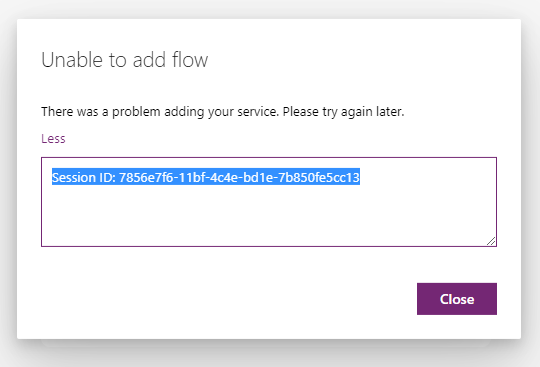 Unable to add flow
There was a problem adding your service. Please try again later.
Less
Session ID: 7856e7f6-11bf-4c4e-bd1e-7b850fe5cc13
Close